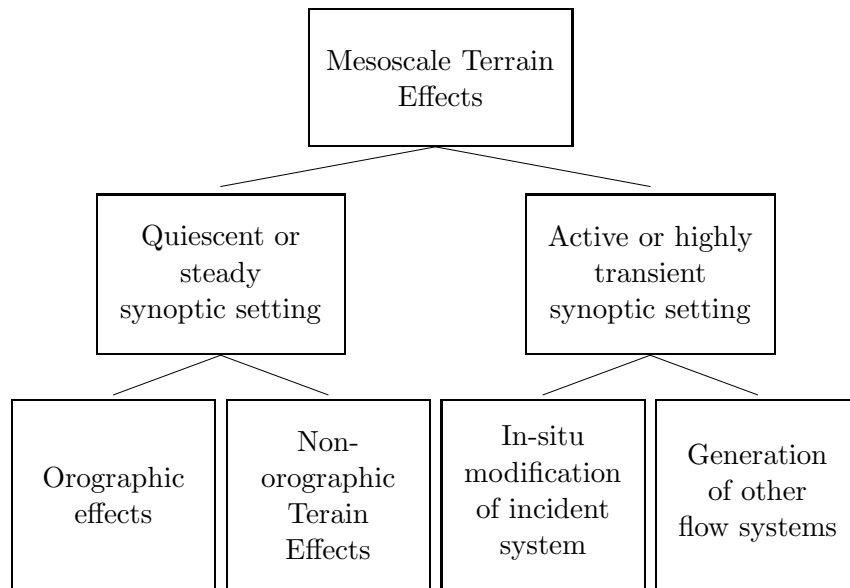 Mesoscale Terrain
Effects
Quiescent or
steady
synoptic setting
Active or highly
transient
synoptic setting
Orographic
effects
Non-
orographic
Terain
Effects
In-situ
modification
of incident
system
Generation
of other
flow systems